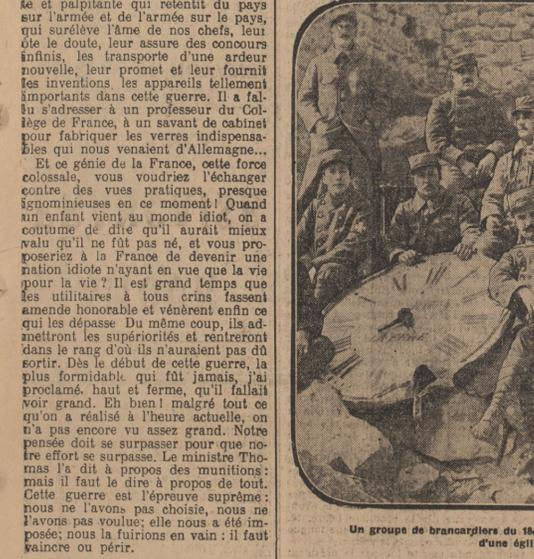 te et palpitante qui retentit du pays
sur l'armée et de l'armée sur le pays,
qui surélève l'âme de nos chefs, leur
ôte le doute, leur assure des concours
infinis, les transporte d'une ardeur
nouvelle, leur promet et leur fournit
les inventions, les appareils tellement
importants dans cette guerre. Il a fal-
lu s'adresser à un professeur du Col-
lège de France, à un savant de cabinet
pour fabriquer les verres indispensa-
bles qui nous venaient d'Allemagne...
Et ce génie de la France, cette force
colossale, vous voudriez l'échanger
contre des vues pratiques, presque
ignominieuses en ce moment! Quand
un enfant vient au monde idiot, on a
coutume de dire qu'il aurait mieux
valu qu'il ne fût pas né, et vous pro-
poseriez à la France de devenir une
nation idiote n'ayant en vue que la vie
pour la vie? Il est grand temps que
les utilitaires à tous crins fassent
amende honorable et vénèrent enfin ce
qui les dépasse Du même coup, ils ad-
mettront les supériorités et rentreront
dans le rang d'où ils n'auraient pas dû
sortir. Dès le début de cette guerre, la
plus formidable qui fût jamais, j'ai
proclamé, haut et ferme, qu'il fallait
voir grand. Eh bien! malgré tout ce
qu'on a réalisé à l'heure actuelle, on
n'a pas encore vu assez grand. Notre
pensée doit se surpasser pour que no-
tre effort se surpasse. Le ministre Tho-
mas l'a dit à propos des munitions:
mais il faut le dire à propos de tout.
Cette guerre est l'épreuve suprême:
nous ne l'avons pas choisie, nous ne
l'avons pas voulue; elle nous a été im-
posée; nous la fuirions en vain: il faut
vaincre ou périr.
Un groupe de brancardiers du 18
d'une égli